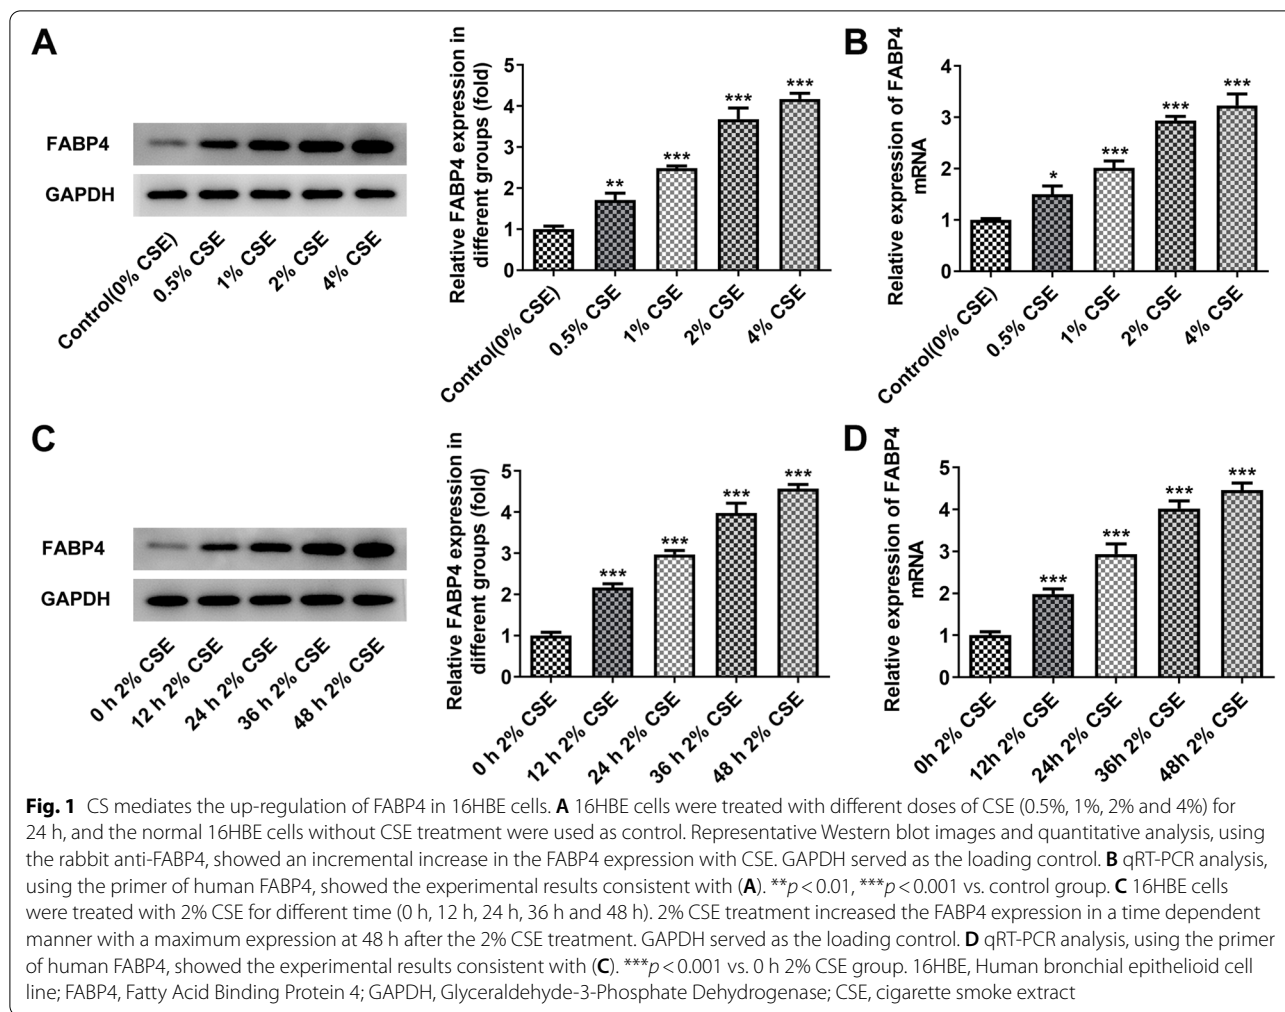 A
FABP4
GAPDH
Control(0% CSE)
0.5% CSE
1% CSE
2% CSE
4% CSE
Relative FABP4 expression in
different groups (fold)
5
4
3
2
1
0
**
***
***
***
Control(0% CSE)
0.5% CSE
1% CSE
2% CSE
4% CSE
B
Relative expression of FABP4
mRNA
4
3
2
1
0
*
***
***
***
Control(0% CSE)
0.5% CSE
1% CSE
2% CSE
4% CSE
C
FABP4
GAPDH
0 h 2% CSE
12 h 2% CSE
24 h 2% CSE
36 h 2% CSE
48 h 2% CSE
Relative FABP4 expression in
different groups (fold)
5
4
3
2
1
0
***
***
***
***
0 h 2% CSE
12 h 2% CSE
24 h 2% CSE
36 h 2% CSE
48 h 2% CSE
D
Relative expression of FABP4
mRNA
5
4
3
2
1
0
***
***
***
***
0h 2% CSE
12h 2% CSE
24h 2% CSE
36h 2% CSE
48h 2% CSE
Fig. 1 CS mediates the up-regulation of FABP4 in 16HBE cells. A 16HBE cells were treated with different doses of CSE (0.5%, 1%, 2% and 4%) for
24 h, and the normal 16HBE cells without CSE treatment were used as control. Representative Western blot images and quantitative analysis, using
the rabbit anti-FABP4, showed an incremental increase in the FABP4 expression with CSE. GAPDH served as the loading control. B qRT-PCR analysis,
using the primer of human FABP4, showed the experimental results consistent with (A). **p < 0.01, ***p < 0.001 vs. control group. C 16HBE cells
were treated with 2% CSE for different time (0 h, 12 h, 24 h, 36 h and 48 h). 2% CSE treatment increased the FABP4 expression in a time dependent
manner with a maximum expression at 48 h after the 2% CSE treatment. GAPDH served as the loading control. D qRT-PCR analysis, using the primer
of human FABP4, showed the experimental results consistent with (C). ***p < 0.001 vs. 0 h 2% CSE group. 16HBE, Human bronchial epithelioid cell
line; FABP4, Fatty Acid Binding Protein 4; GAPDH, Glyceraldehyde-3-Phosphate Dehydrogenase; CSE, cigarette smoke extract